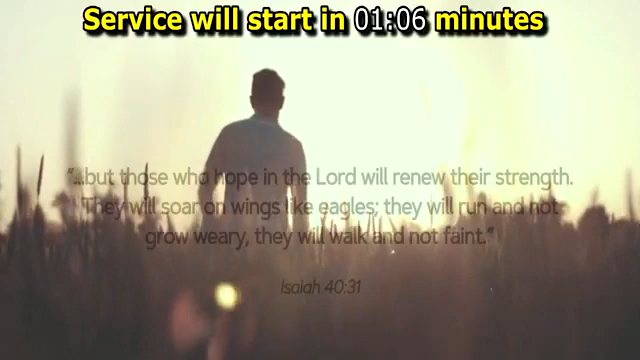 Service will start in 01:06 minutes
“...but those who hope in the Lord will renew their strength.
They will soar on wings like eagles; they will run and not
grow weary, they will walk and not faint.”
Isaiah 40:31